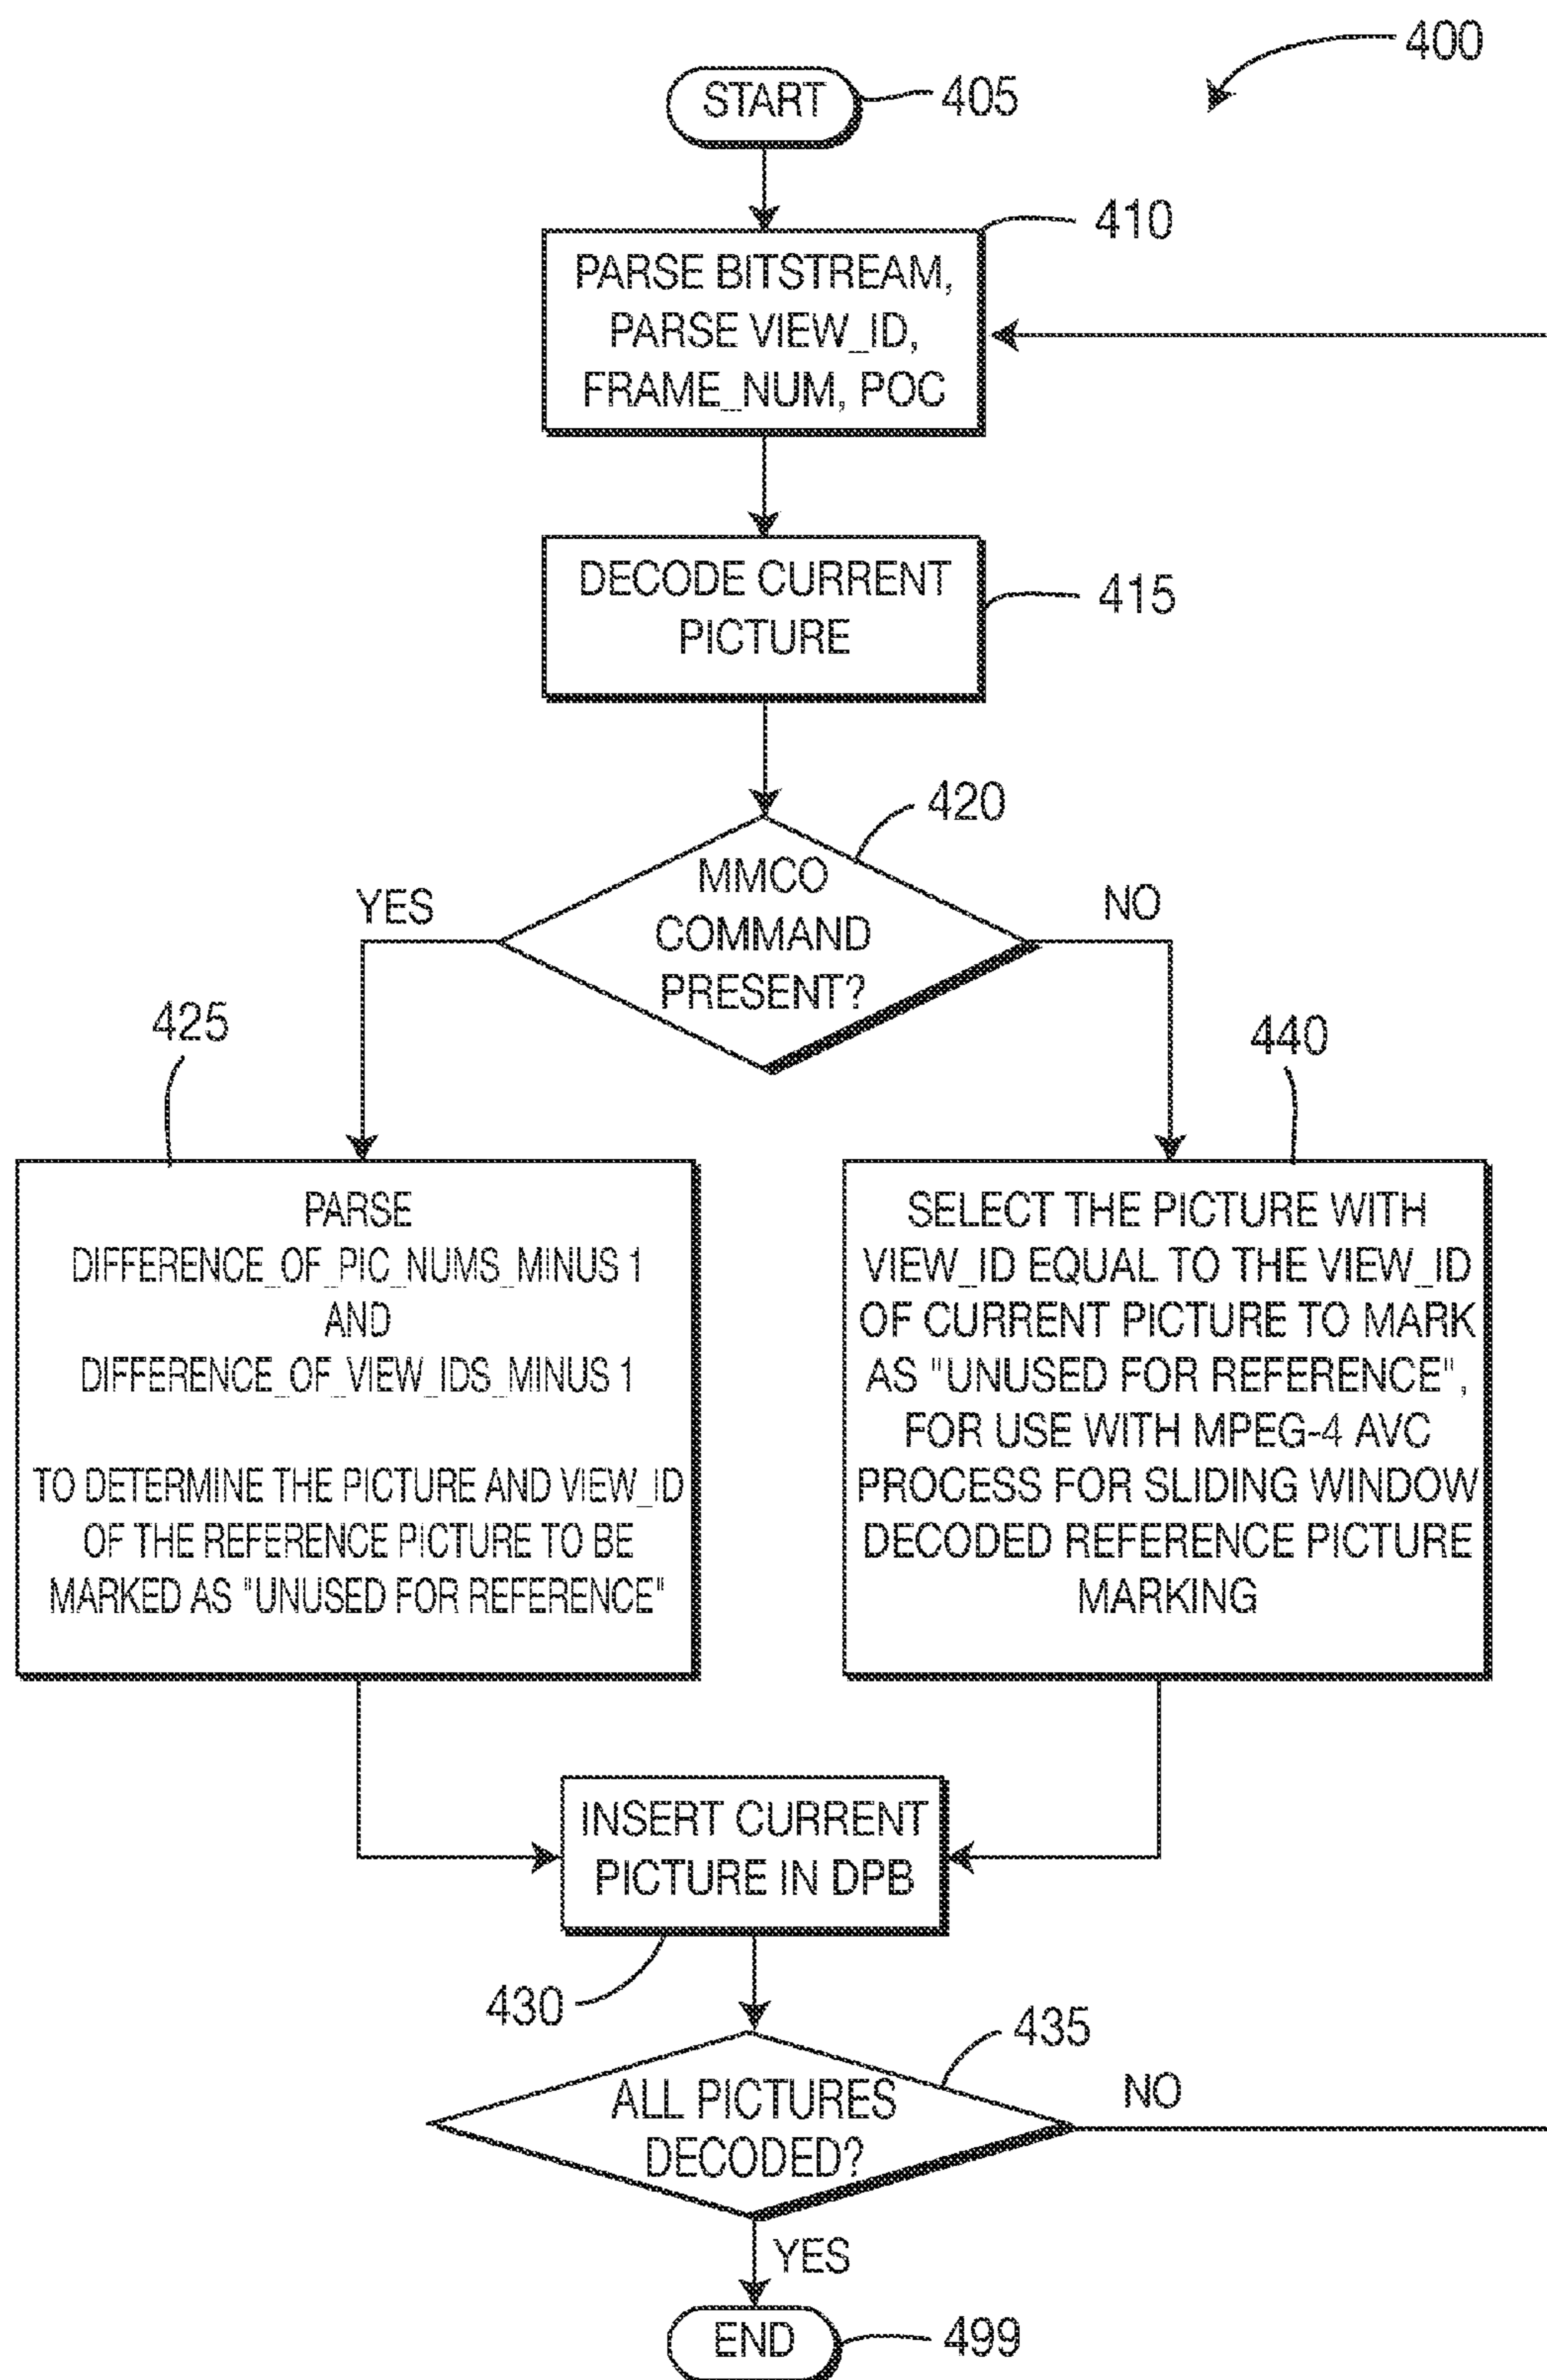 400
START
405
410
PARSE BITSTREAM,
PARSE VIEW_ID,
FRAME_NUM, POC
DECODE CURRENT
PICTURE
415
420
MMCO
COMMAND
PRESENT?
YES
NO
425
440
PARSE
DIFFERENCE_OF_PIC_NUMS_MINUS 1
AND
DIFFERENCE_OF_VIEW_IDS_MINUS 1
TO DETERMINE THE PICTURE AND VIEW_ID
OF THE REFERENCE PICTURE TO BE
MARKED AS "UNUSED FOR REFERENCE"
SELECT THE PICTURE WITH
VIEW_ID EQUAL TO THE VIEW_ID
OF CURRENT PICTURE TO MARK
AS "UNUSED FOR REFERENCE",
FOR USE WITH MPEG-4 AVC
PROCESS FOR SLIDING WINDOW
DECODED REFERENCE PICTURE
MARKING
INSERT CURRENT
PICTURE IN DPB
430
435
ALL PICTURES
DECODED?
NO
YES
END
499